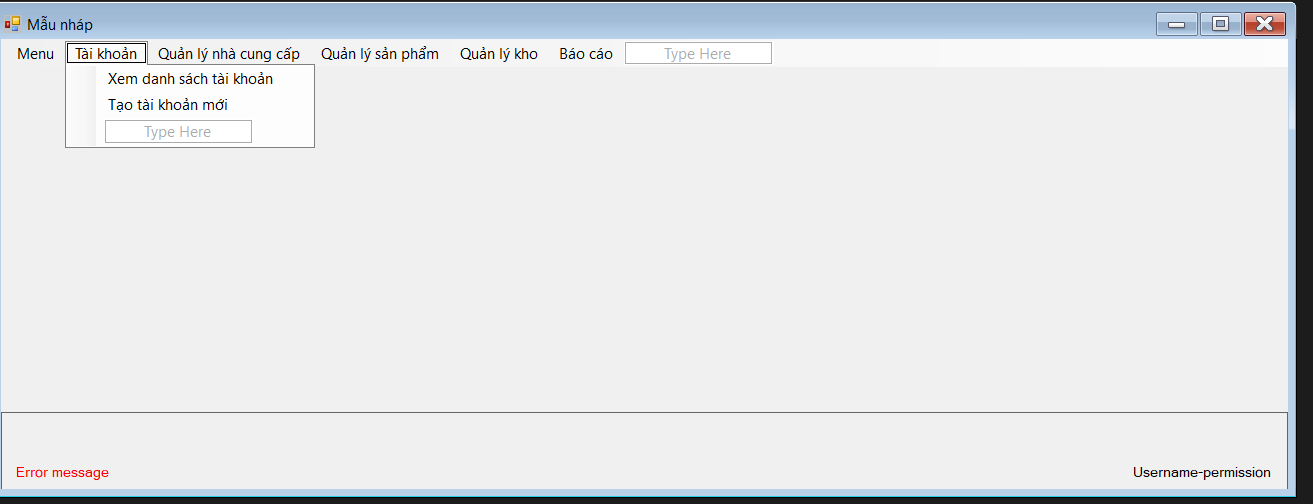 Mẫu nháp
Menu Tài khoản Quản lý nhà cung cấp Quản lý sản phẩm Quản lý kho Báo cáo Type Here
Xem danh sách tài khoản
Tạo tài khoản mới
Type Here
Error message Username-permission